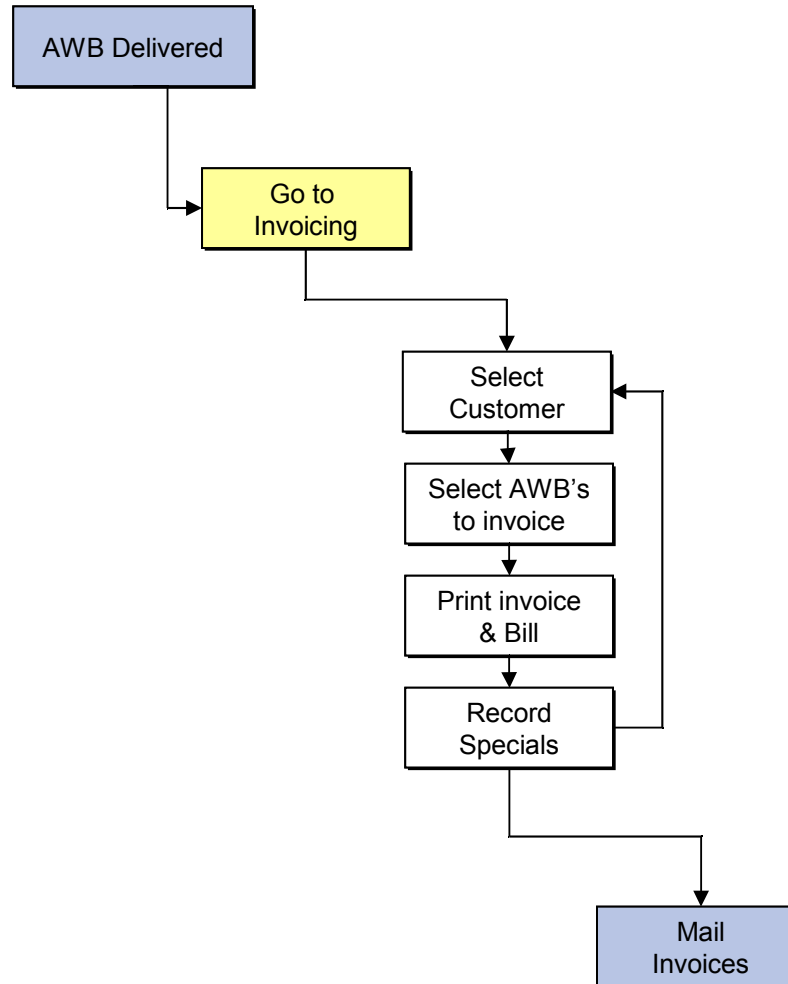 AWB Delivered
Go to
Invoicing
Select
Customer
Select AWB’s
to invoice
Print invoice
& Bill
Record
Specials
Mail
Invoices